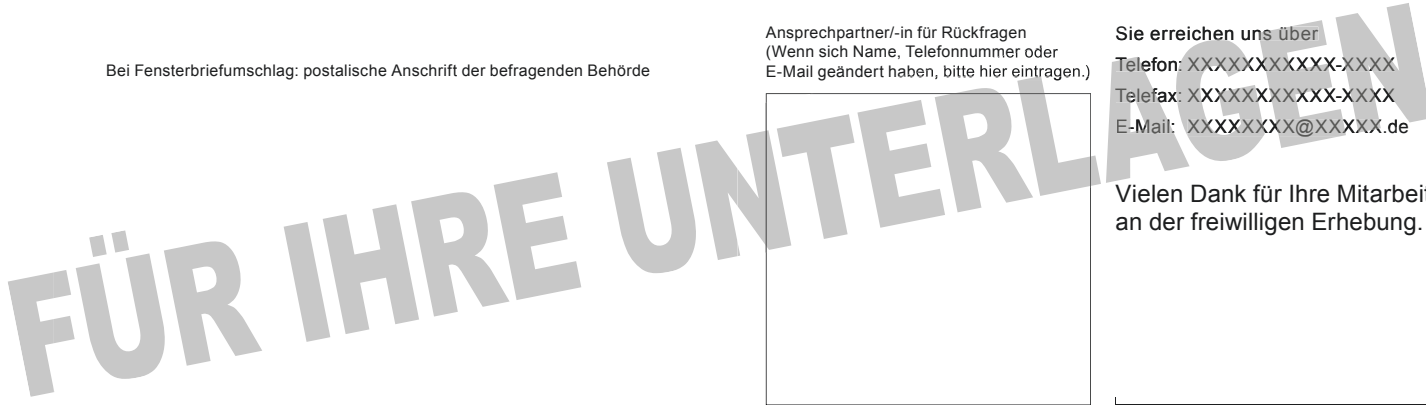 Bei Fensterbriefumschlag: postalische Anschrift der befragenden Behörde
Ansprechpartner/-in für Rückfragen
(Wenn sich Name, Telefonnummer oder
E-Mail geändert haben, bitte hier eintragen.)
Sie erreichen uns über
Telefon: XXXXXXXXXXX-XXXX
Telefax: XXXXXXXXXXX-XXXX
E-Mail: XXXXXXXX@XXXXX.de
Vielen Dank für Ihre Mitarbeit
an der freiwilligen Erhebung.
FÜR IHRE UNTERLAGEN